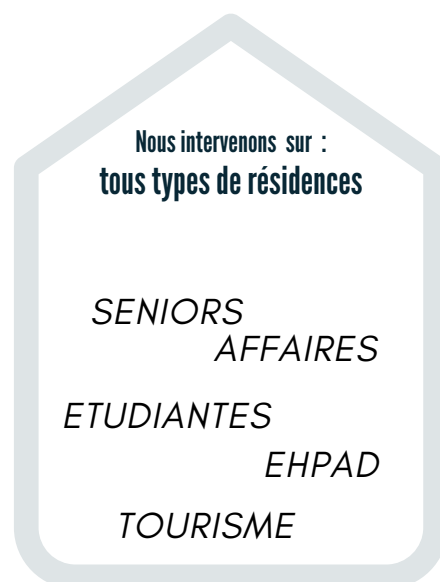 Nous intervenons sur :
tous types de résidences
SENIORS
AFFAIRES
ETUDIANTES
EHPAD
TOURISME